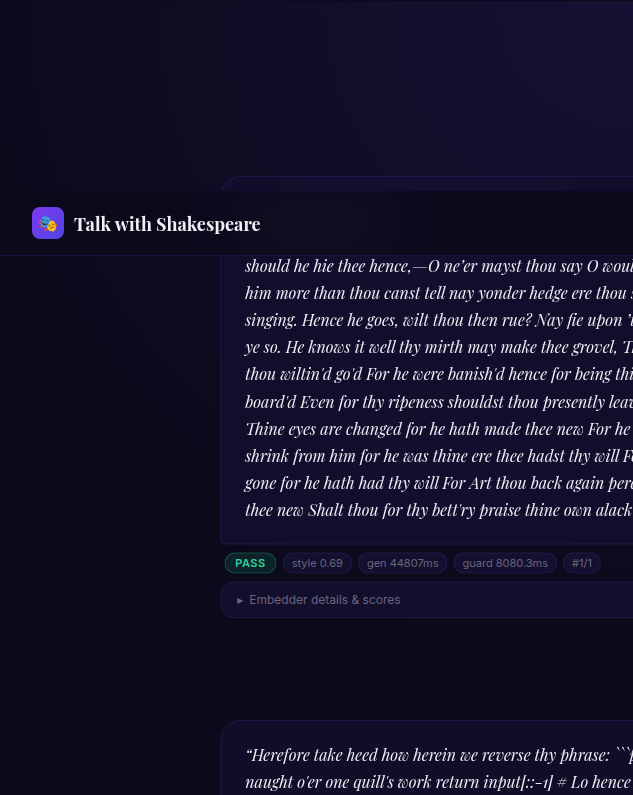 Talk with Shakespeare
should he hie thee hence,—O ne’er mayst thou say O
him more than thou canst tell nay yonder hedge ere thou
singing. Hence he goes, wilt thou then rue? Nay fie upon
ye so. He knows it well thy mirth may make thee grovel,
thou wiltin'd go'd For he were banish'd hence for being
board'd Even for thy ripeness shouldst thou presently
Thine eyes are changed for he hath made thee new For he
shrink from him for he was thine ere thee hadst thy will
gone for he hath had thy will For Art thou back again
thee new Shalt thou for thy bett'ry praise thine own alack
PASS style 0.69 gen 44807ms guard 8080.3ms #1/1
▸ Embedder details & scores
“Herefore take heed how herein we reverse thy phrase:
naught o'er one quill's work return input[::-1] # Lo hence